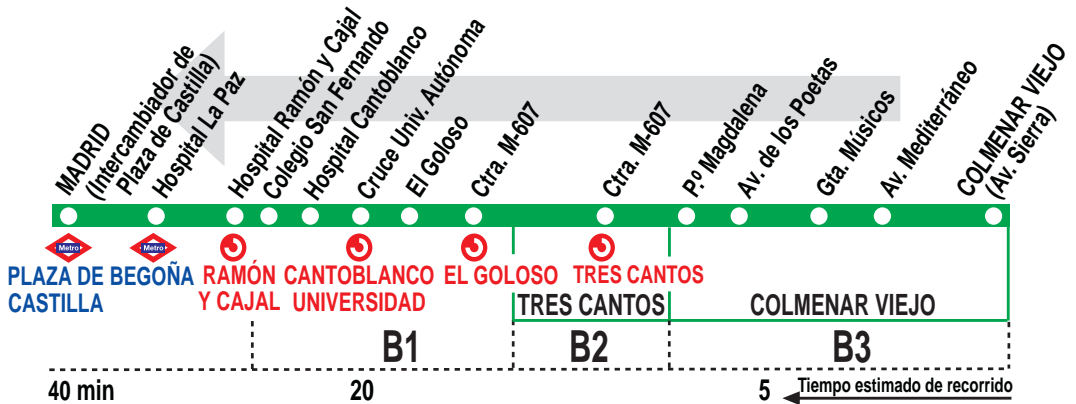 MADRID
(Intercambiador de
Plaza de Castilla)
Hospital La Paz
Hospital Ramón y Cajal
Colegio San Fernando
Hospital Cantoblanco
Cruce Univ. Autónoma
El Goloso
Ctra. M-607
Ctra. M-607
P.º Magdalena
Av. de los Poetas
Gta. Músicos
Av. Mediterráneo
COLMENAR VIEJO
(Av. Sierra)
Metro
Metro
PLAZA DE
CASTILLA
BEGOÑA
RAMÓN
Y CAJAL
CANTOBLANCO
UNIVERSIDAD
EL GOLOSO
TRES CANTOS
TRES CANTOS
COLMENAR VIEJO
B1
B2
B3
40 min
20
5
Tiempo estimado de recorrido